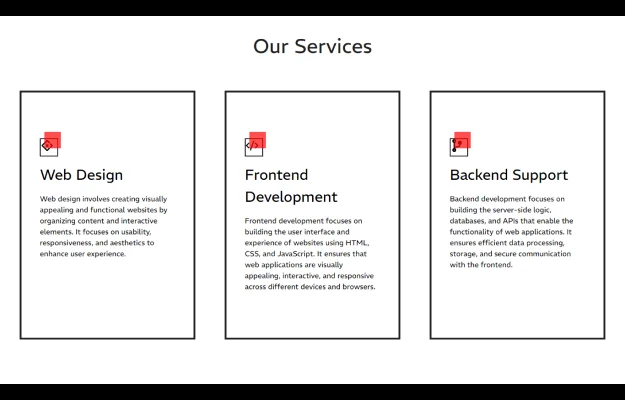 Our Services
Web Design
Web design involves creating visually
appealing and functional websites by
organizing content and interactive
elements. It focuses on usability,
responsiveness, and aesthetics to
enhance user experience.
Frontend
Development
Frontend development focuses on
building the user interface and
experience of websites using HTML,
CSS, and JavaScript. It ensures that
web applications are visually
appealing, interactive, and responsive
across different devices and browsers.
Backend Support
Backend development focuses on
building the server-side logic,
databases, and APIs that enable the
functionality of web applications. It
ensures efficient data processing,
storage, and secure communication
with the frontend.